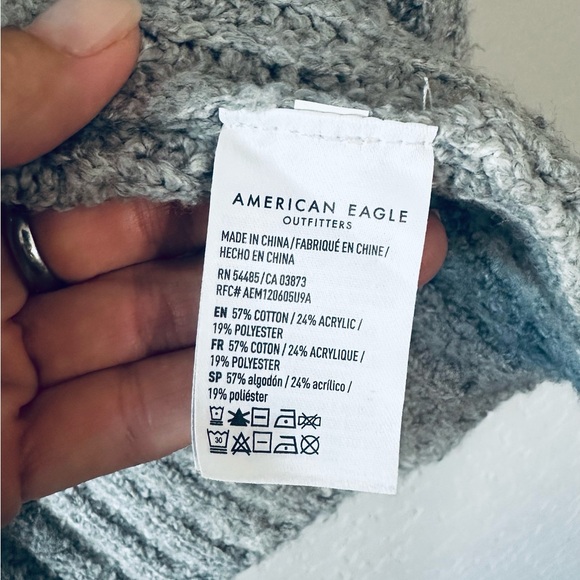 AMERICAN EAGLE
OUTFITTERS
MADE IN CHINA / FABRIQUÉ EN CHINE /
HECHO EN CHINA
RN 54485 / CA 03873
RFC# AEM120605U9A
EN 57% COTTON / 24% ACRYLIC /
19% POLYESTER
FR 57% COTON / 24% ACRYLIQUE /
19% POLYESTER
SP 57% algodón / 24% acrílico /
19% poliéster
30